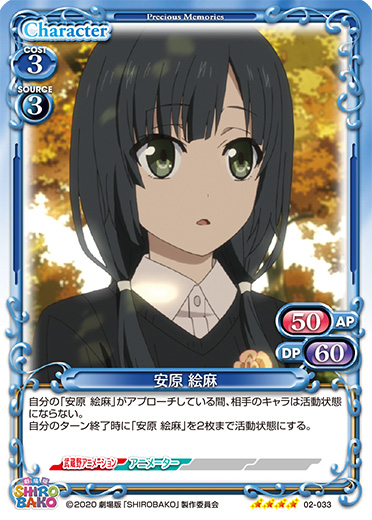 Precious Memories
Character
COST
3
SOURCE
3
50 AP
DP 60
安原 絵麻
自分の「安原 絵麻」がアプローチしている間、相手のキャラは活動状態
にならない。
自分のターン終了時に「安原 絵麻」を2枚まで活動状態にする。
武蔵野アニメーション アニメーター
劇場版
SHIRO
BAKO
©2020 劇場版「SHIROBAKO」製作委員会
02-033